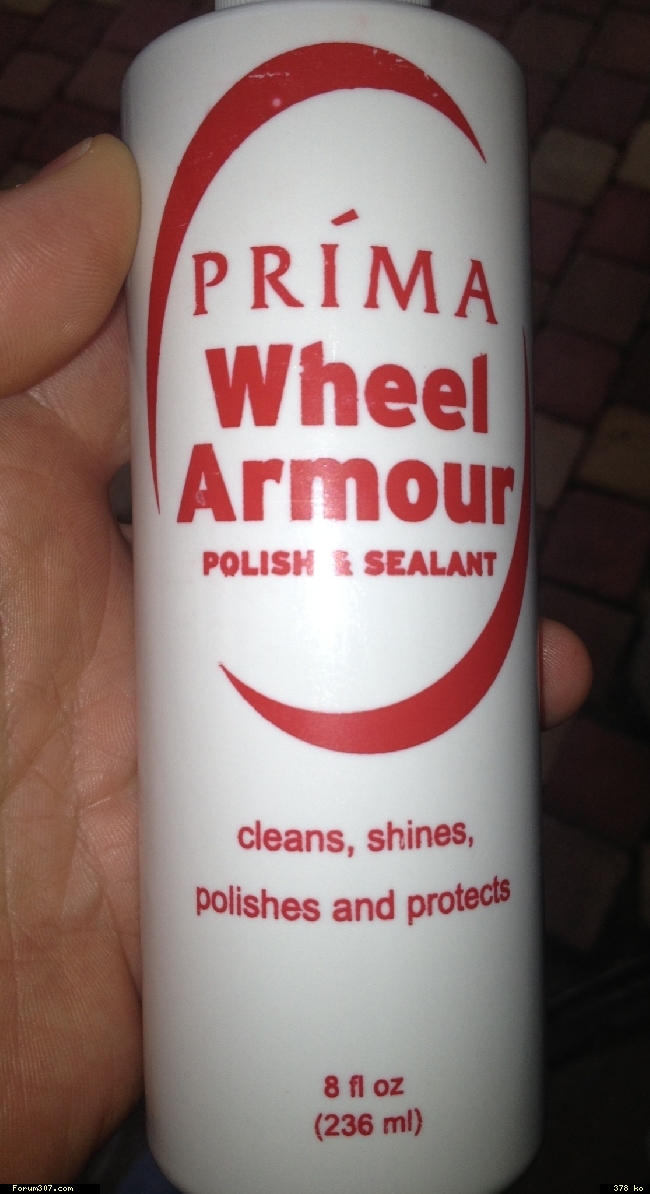 PRÍMA
Wheel
Armour
POLISH & SEALANT
cleans, shines,
polishes and protects
8 fl oz
(236 ml)
Forum307.com
378 ko